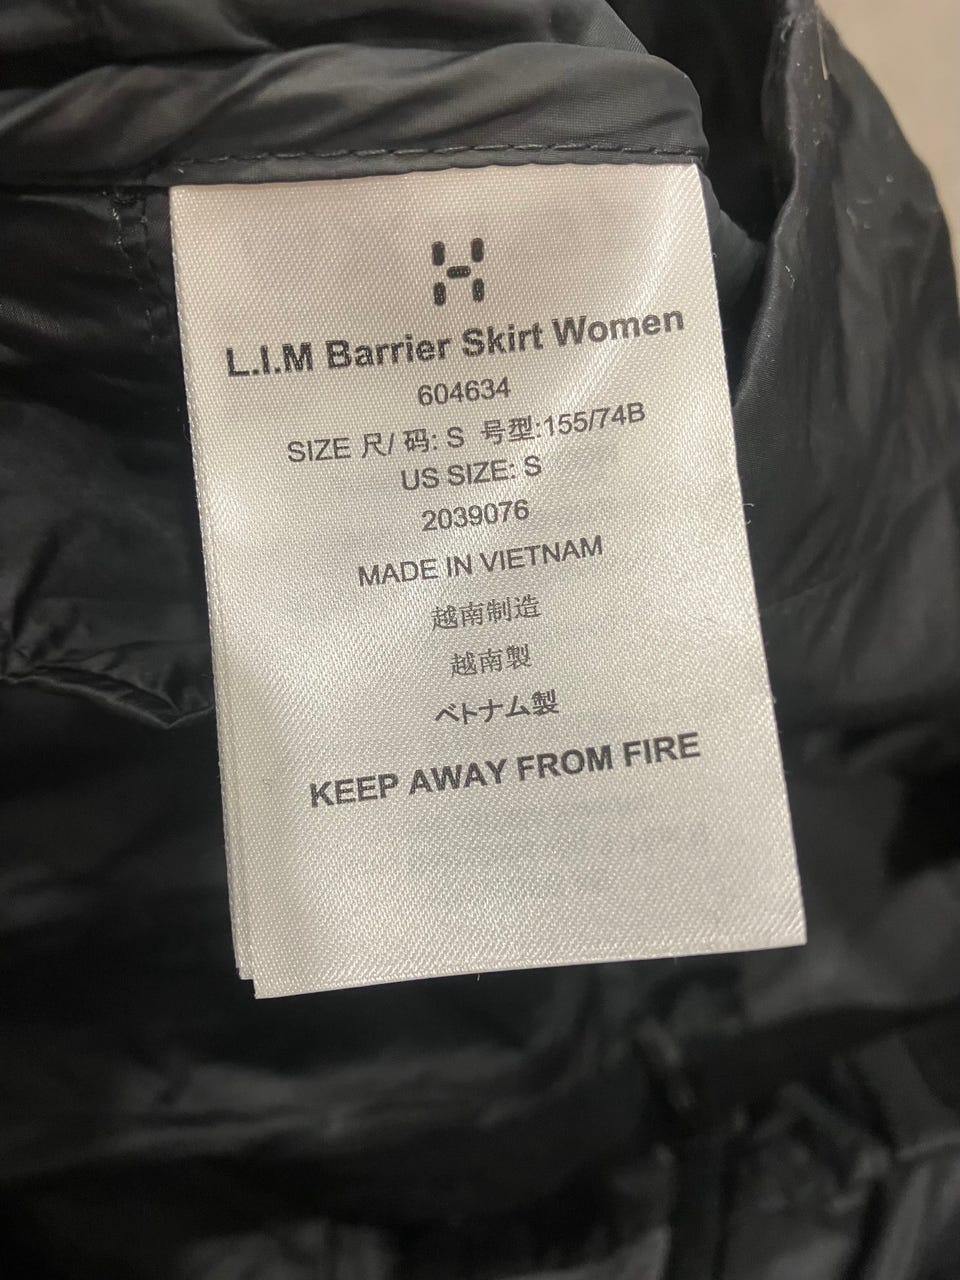 L.I.M Barrier Skirt Women
604634
SIZE 尺/ 码: S 号型:155/74B
US SIZE: S
2039076
MADE IN VIETNAM
越南制造
越南製
ベトナム製
KEEP AWAY FROM FIRE